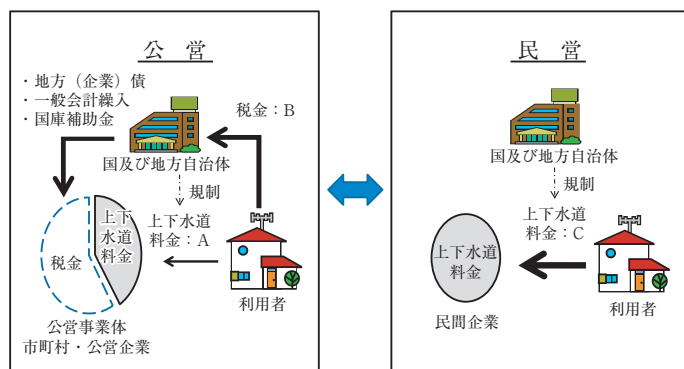 公 営
・地方（企業）債
・一般会計繰入
・国庫補助金
税金：B
国及び地方自治体
規制
上下水道
料金：A
上下
水道
料金
税金
利用者
公営事業体
市町村・公営企業
民 営
国及び地方自治体
規制
上下水道
料金：C
上下水道
料金
利用者
民間企業